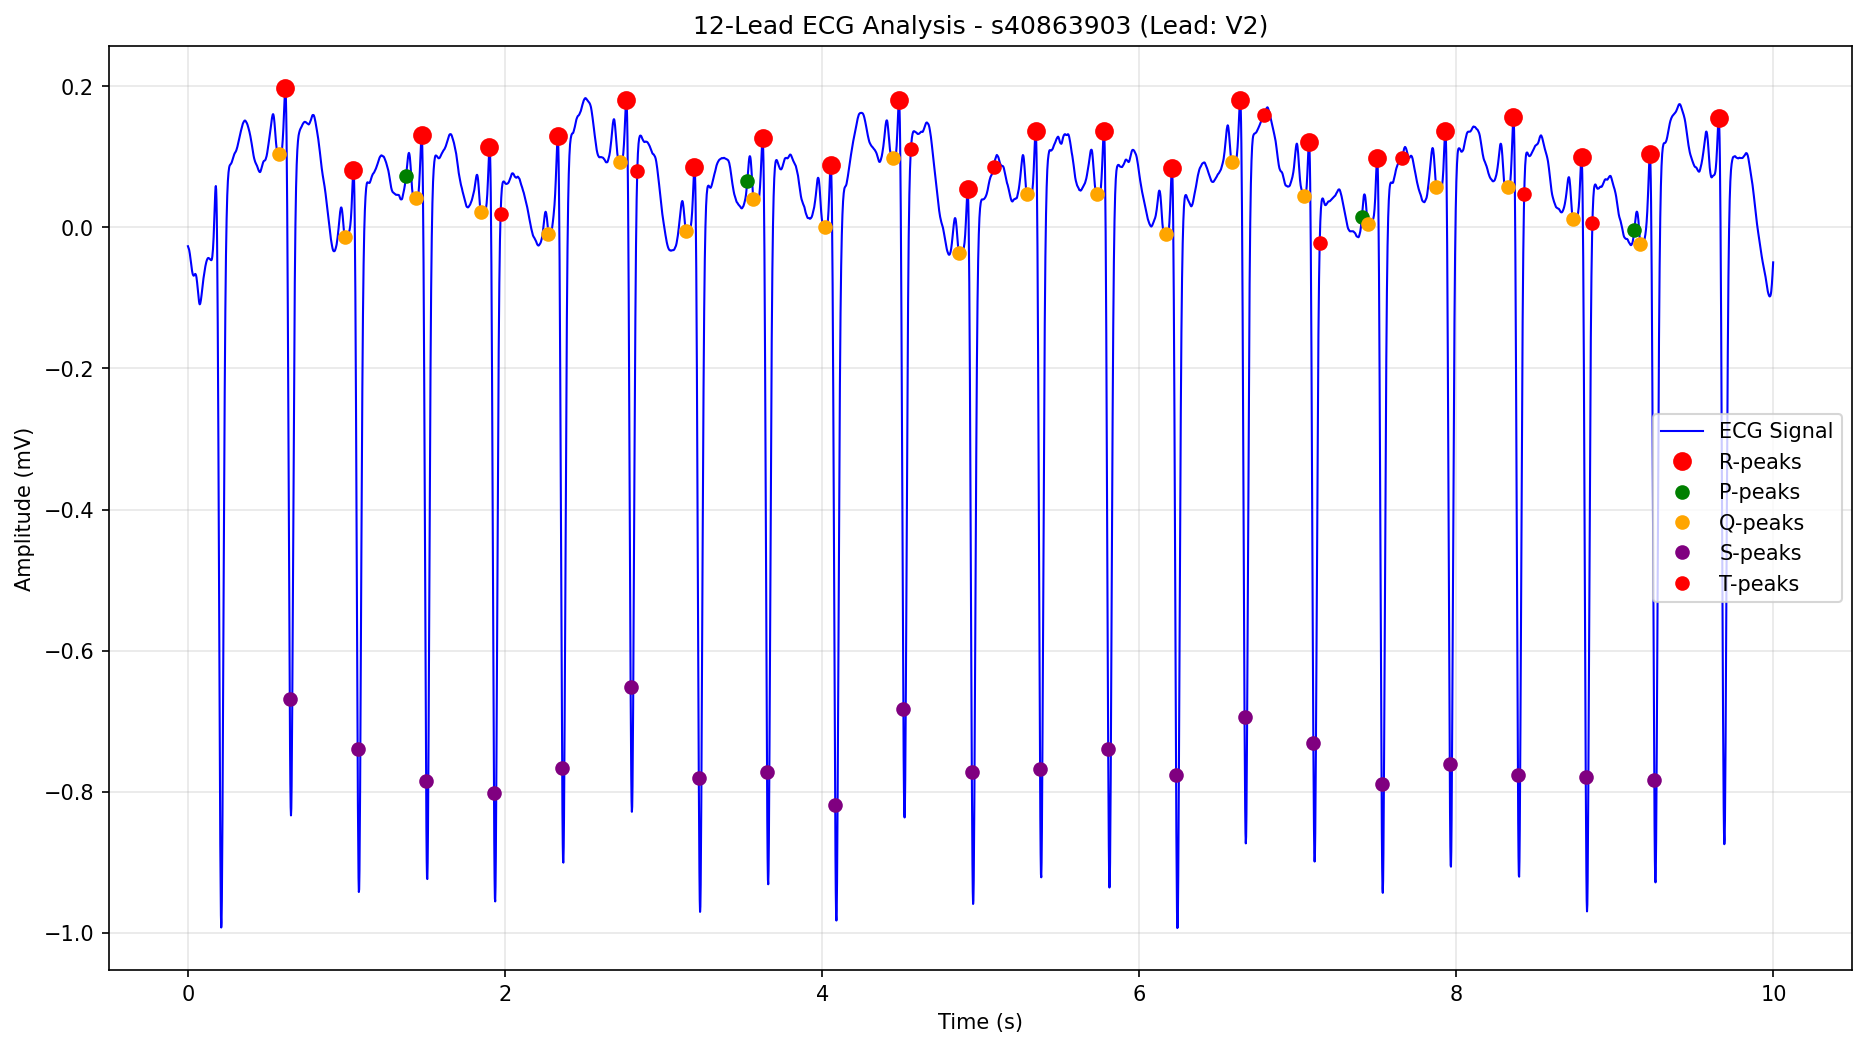 12-Lead ECG Analysis - s40863903 (Lead: V2)
0.2
0.0
−0.2
−0.4
−0.6
−0.8
−1.0
Amplitude (mV)
ECG Signal
R-peaks
P-peaks
Q-peaks
S-peaks
T-peaks
0 2 4 6 8 10
Time (s)